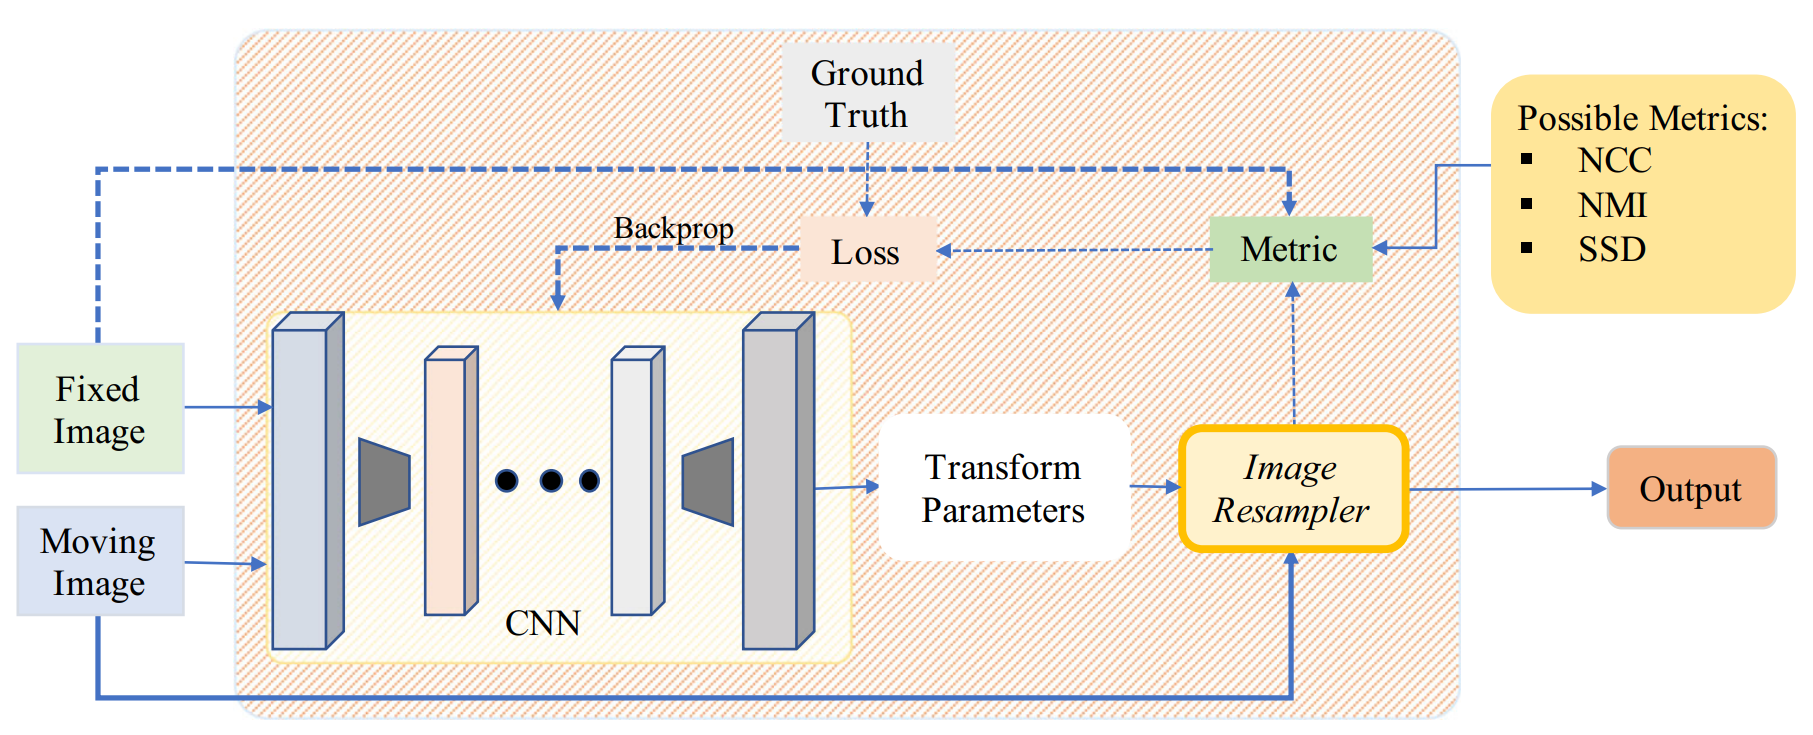 Ground
Truth
Possible Metrics:
▪ NCC
▪ NMI
▪ SSD
Backprop
Loss
Metric
Fixed
Image
Moving
Image
CNN
Transform
Parameters
Image
Resampler
Output